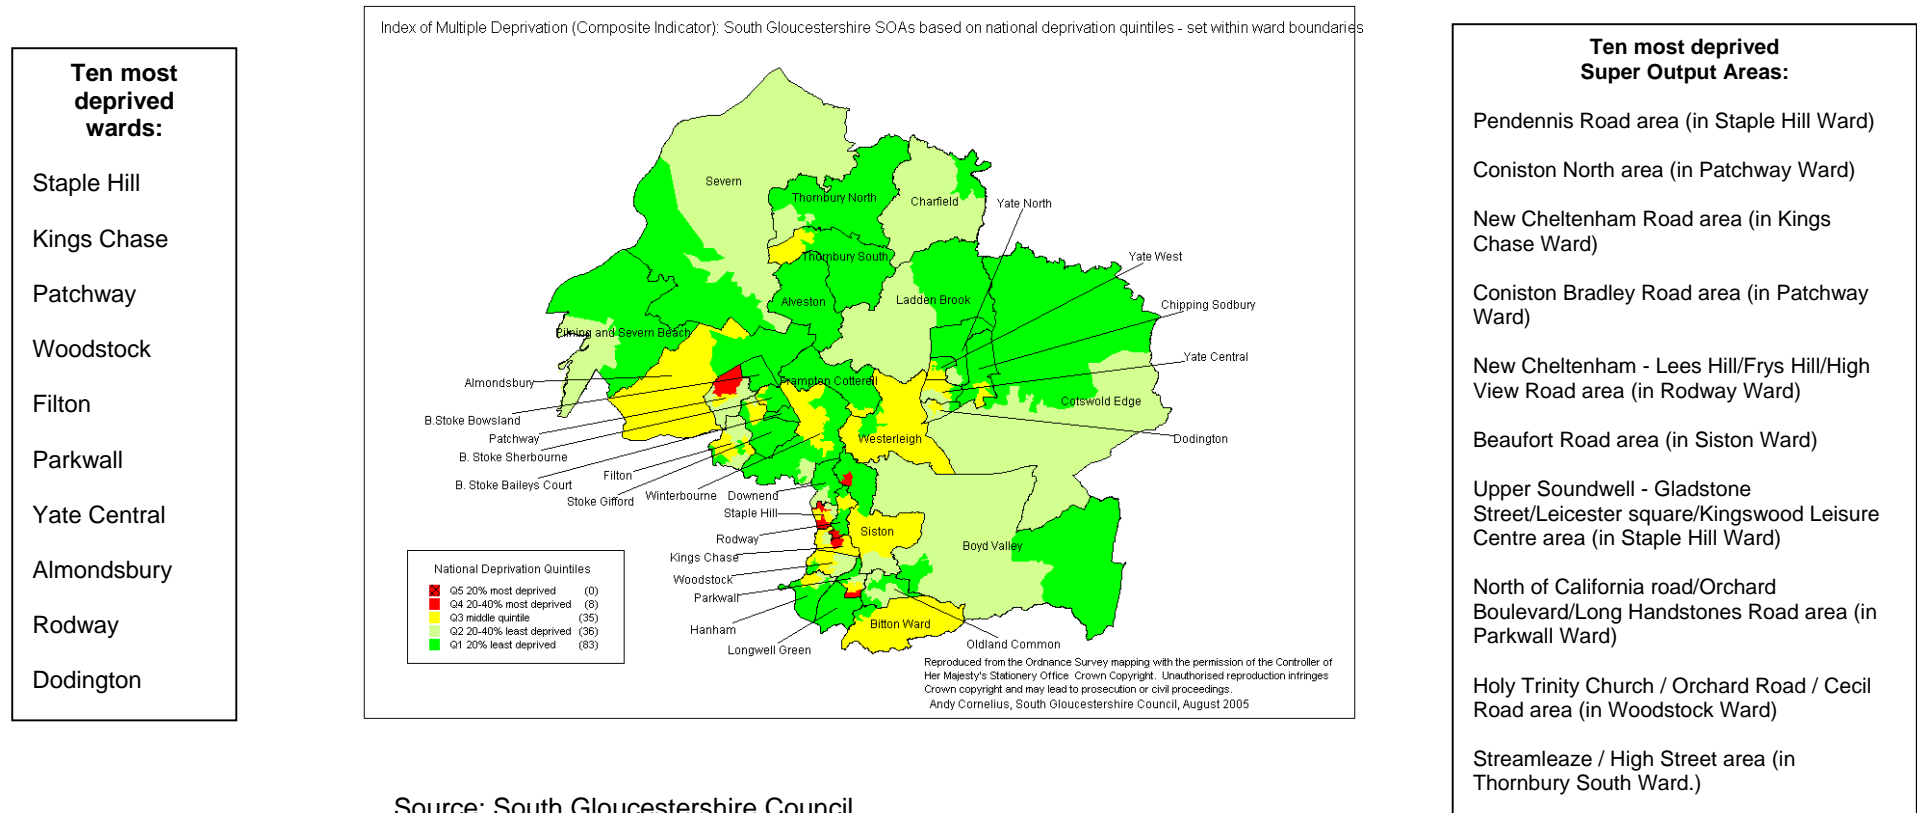 Ten most
deprived
wards:
Staple Hill
Kings Chase
Patchway
Woodstock
Filton
Parkwall
Yate Central
Almondsbury
Rodway
Dodington
Index of Multiple Deprivation (Composite Indicator): South Gloucestershire SOAs based on national deprivation quintiles - set within ward boundaries
Severn
Thornbury North
Charfield
Yate North
Thornbury South
Yate West
Alveston
Ladden Brook
Chipping Sodbury
Pilning and Severn Beach
Yate Central
Almondsbury
Frampton Cotterell
Cotswold Edge
B.Stoke Bowsland
Patchway
Westerleigh
Dodington
B. Stoke Sherbourne
Filton
B. Stoke Baileys Court
Stoke Gifford
Winterbourne
Downend
Staple Hill
Siston
Rodway
Boyd Valley
Kings Chase
Woodstock
Parkwall
Hanham
Bitton Ward
Longwell Green
Oldland Common
National Deprivation Quintiles
Q5 20% most deprived (0)
Q4 20-40% most deprived (8)
Q3 middle quintile (35)
Q2 20-40% least deprived (36)
Q1 20% least deprived (83)
Reproduced from the Ordnance Survey mapping with the permission of the Controller of
Her Majesty's Stationery Office Crown Copyright. Unauthorised reproduction infringes
Crown copyright and may lead to prosecution or civil proceedings.
Andy Cornelius, South Gloucestershire Council, August 2005
Source: South Gloucestershire Council
Ten most deprived
Super Output Areas:
Pendennis Road area (in Staple Hill Ward)
Coniston North area (in Patchway Ward)
New Cheltenham Road area (in Kings
Chase Ward)
Coniston Bradley Road area (in Patchway
Ward)
New Cheltenham - Lees Hill/Frys Hill/High
View Road area (in Rodway Ward)
Beaufort Road area (in Siston Ward)
Upper Soundwell - Gladstone
Street/Leicester square/Kingswood Leisure
Centre area (in Staple Hill Ward)
North of California road/Orchard
Boulevard/Long Handstones Road area (in
Parkwall Ward)
Holy Trinity Church / Orchard Road / Cecil
Road area (in Woodstock Ward)
Streamleaze / High Street area (in
Thornbury South Ward.)